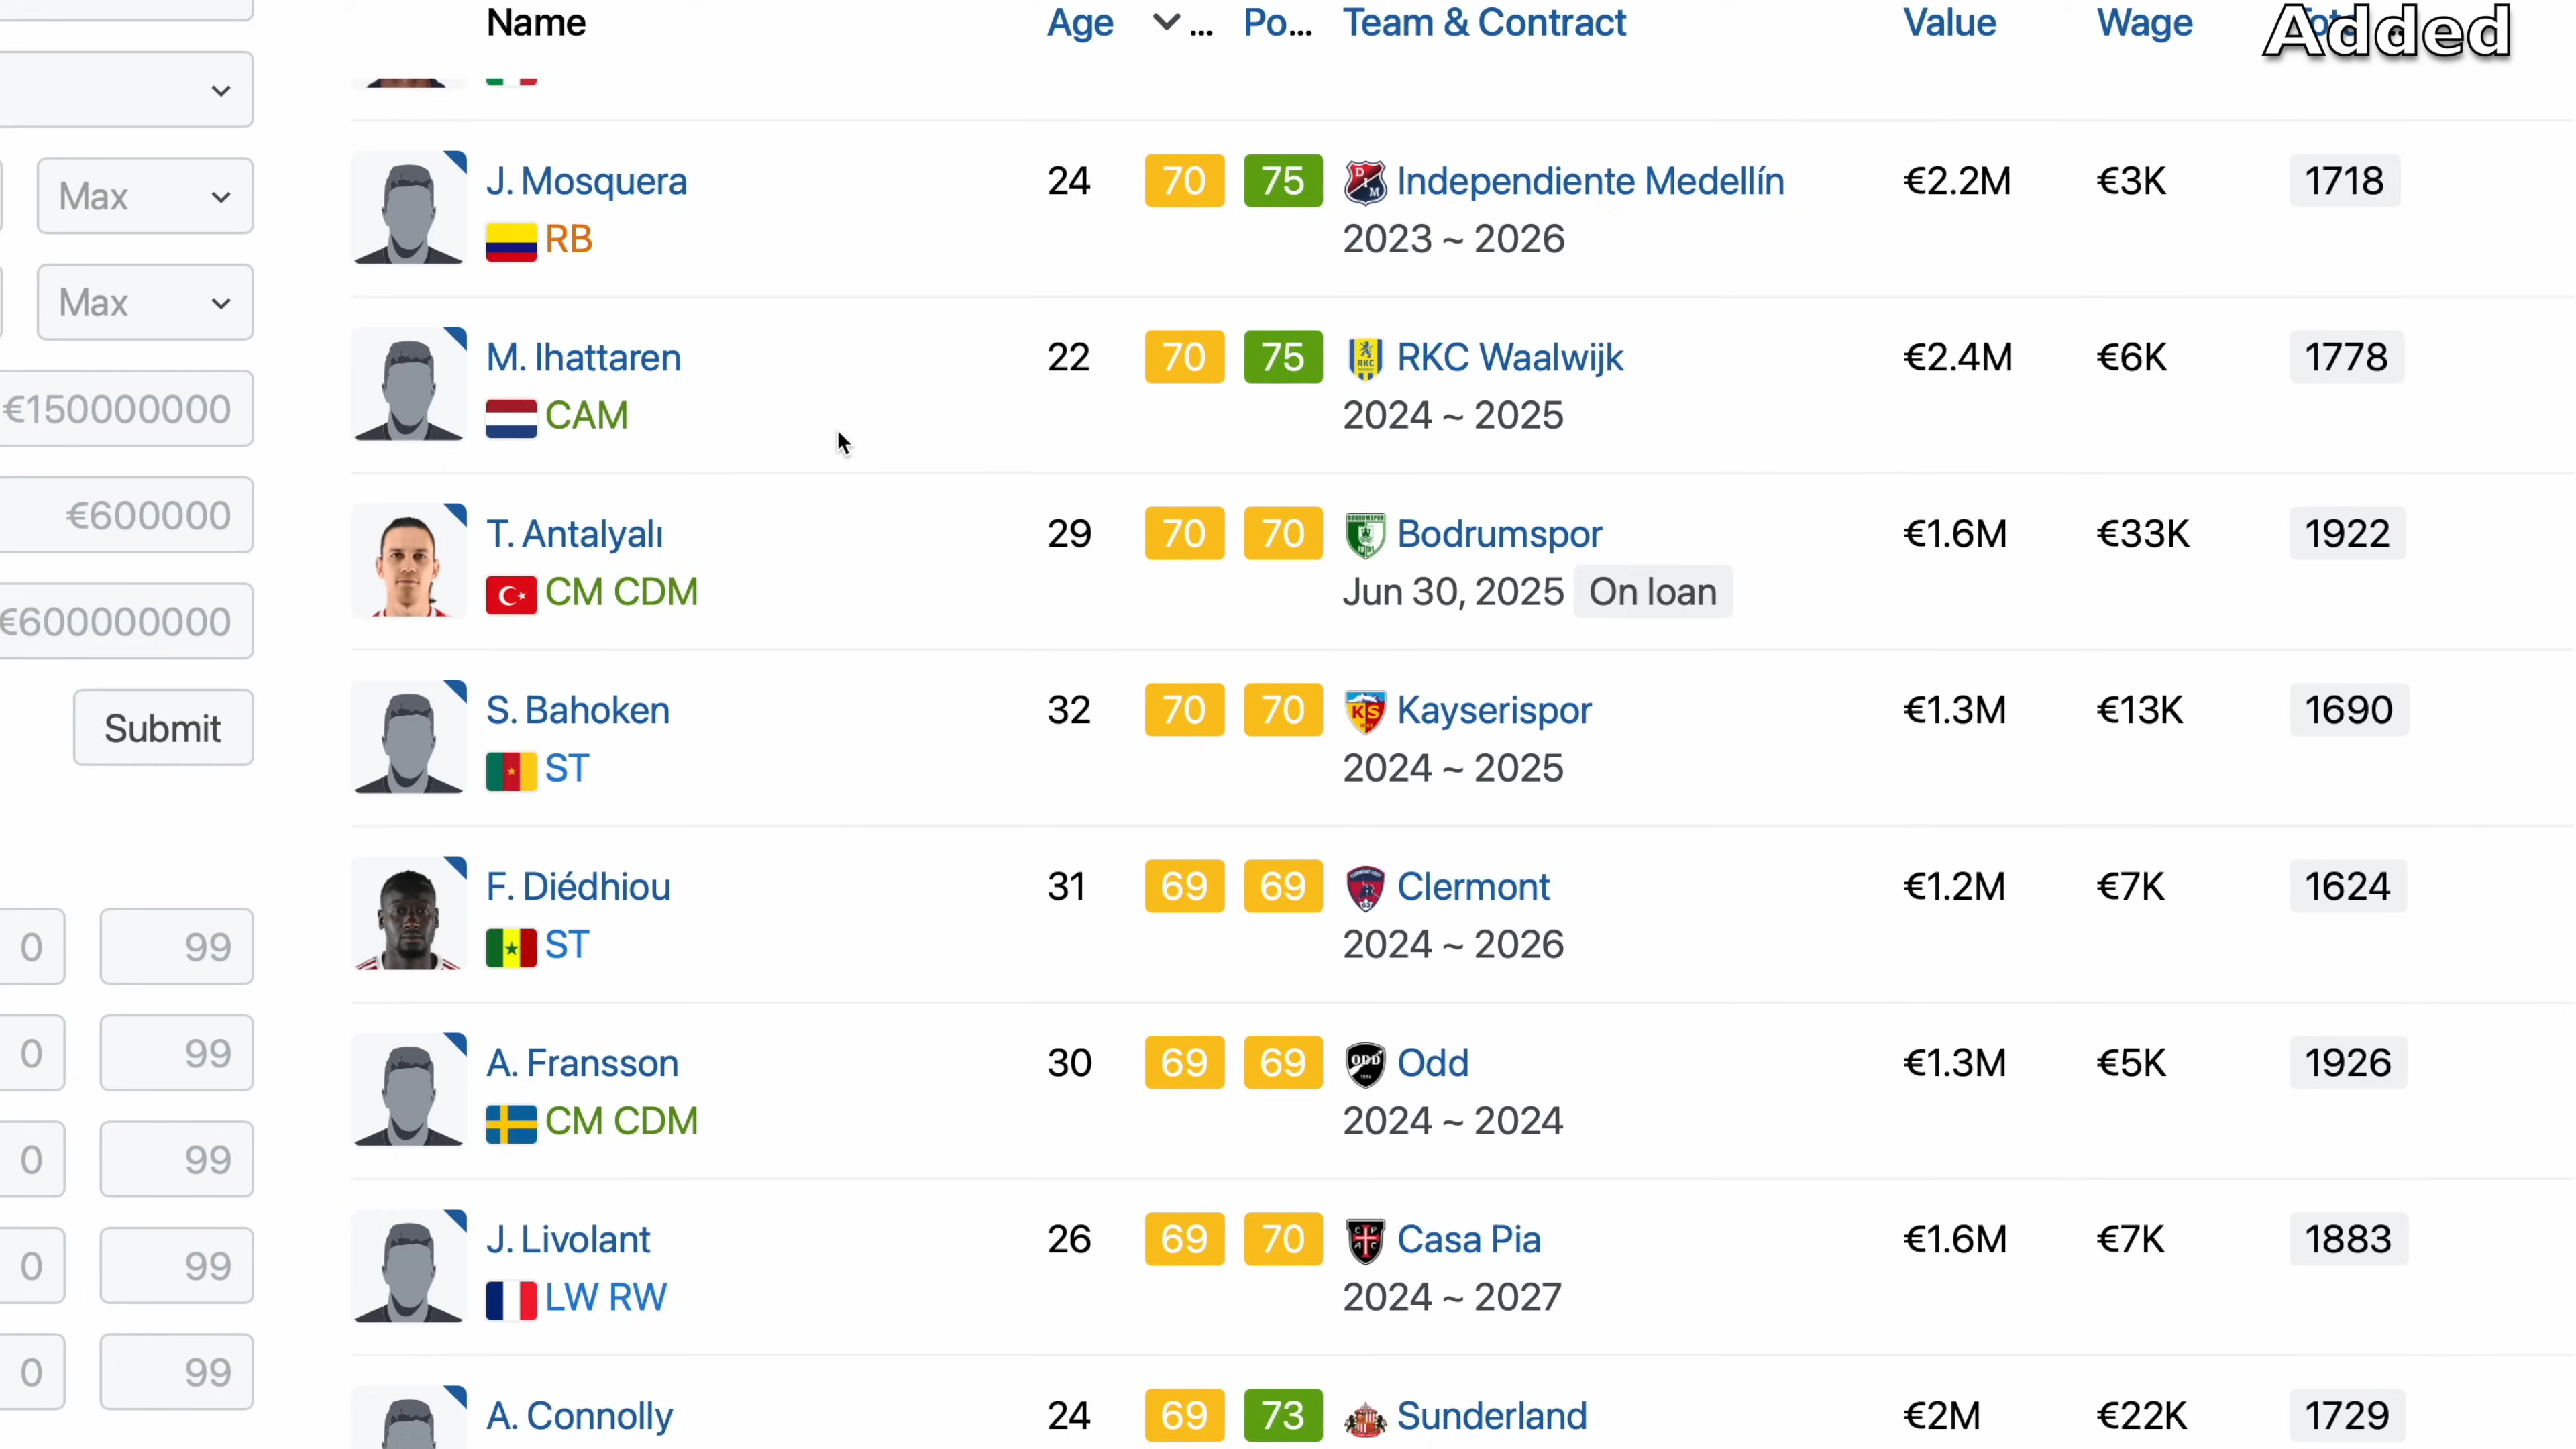 Name Age ... Po... Team & Contract Value Wage
Added
J. Mosquera 24 70 75 Independiente Medellín €2.2M €3K 1718
RB 2023 ~ 2026
Max
M. Ihattaren 22 70 75 RKC Waalwijk €2.4M €6K 1778
Max
CAM 2024 ~ 2025
€150000000
T. Antalyalı 29 70 70 Bodrumspor €1.6M €33K 1922
€600000
CM CDM Jun 30, 2025 On loan
€600000000
S. Bahoken 32 70 70 Kayserispor €1.3M €13K 1690
Submit
ST 2024 ~ 2025
F. Diédhiou 31 69 69 Clermont €1.2M €7K 1624
0 99
ST 2024 ~ 2026
A. Fransson 30 69 69 Odd €1.3M €5K 1926
0 99
CM CDM 2024 ~ 2024
0 99
J. Livolant 26 69 70 Casa Pia €1.6M €7K 1883
0 99
LW RW 2024 ~ 2027
0 99
A. Connolly 24 69 73 Sunderland €2M €22K 1729